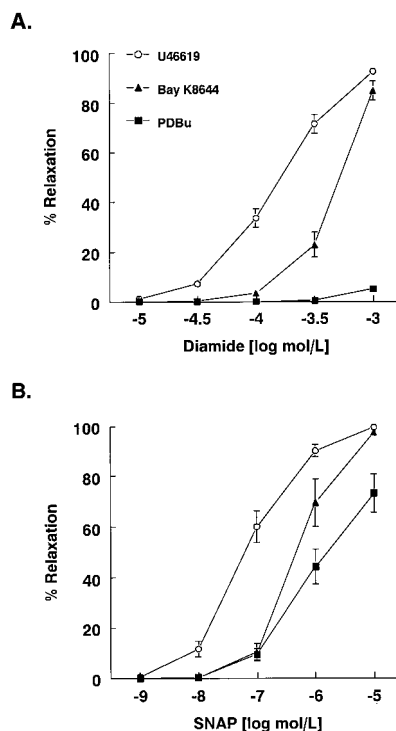 A.
U46619
Bay K8644
PDBu
% Relaxation
100
80
60
40
20
0
-5 -4.5 -4 -3.5 -3
Diamide [log mol/L]
B.
% Relaxation
100
80
60
40
20
0
-9 -8 -7 -6 -5
SNAP [log mol/L]